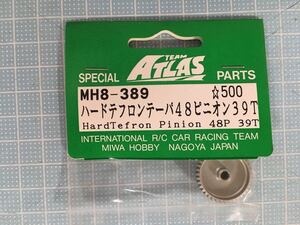 TEAM
ATLAS
SPECIAL PARTS
MH8-389 ☆500
ハードテフロンテーパ48ピニオン39T
HardTefron Pinion 48P 39T
INTERNATIONAL R/C CAR RACING TEAM
MIWA HOBBY NAGOYA JAPAN